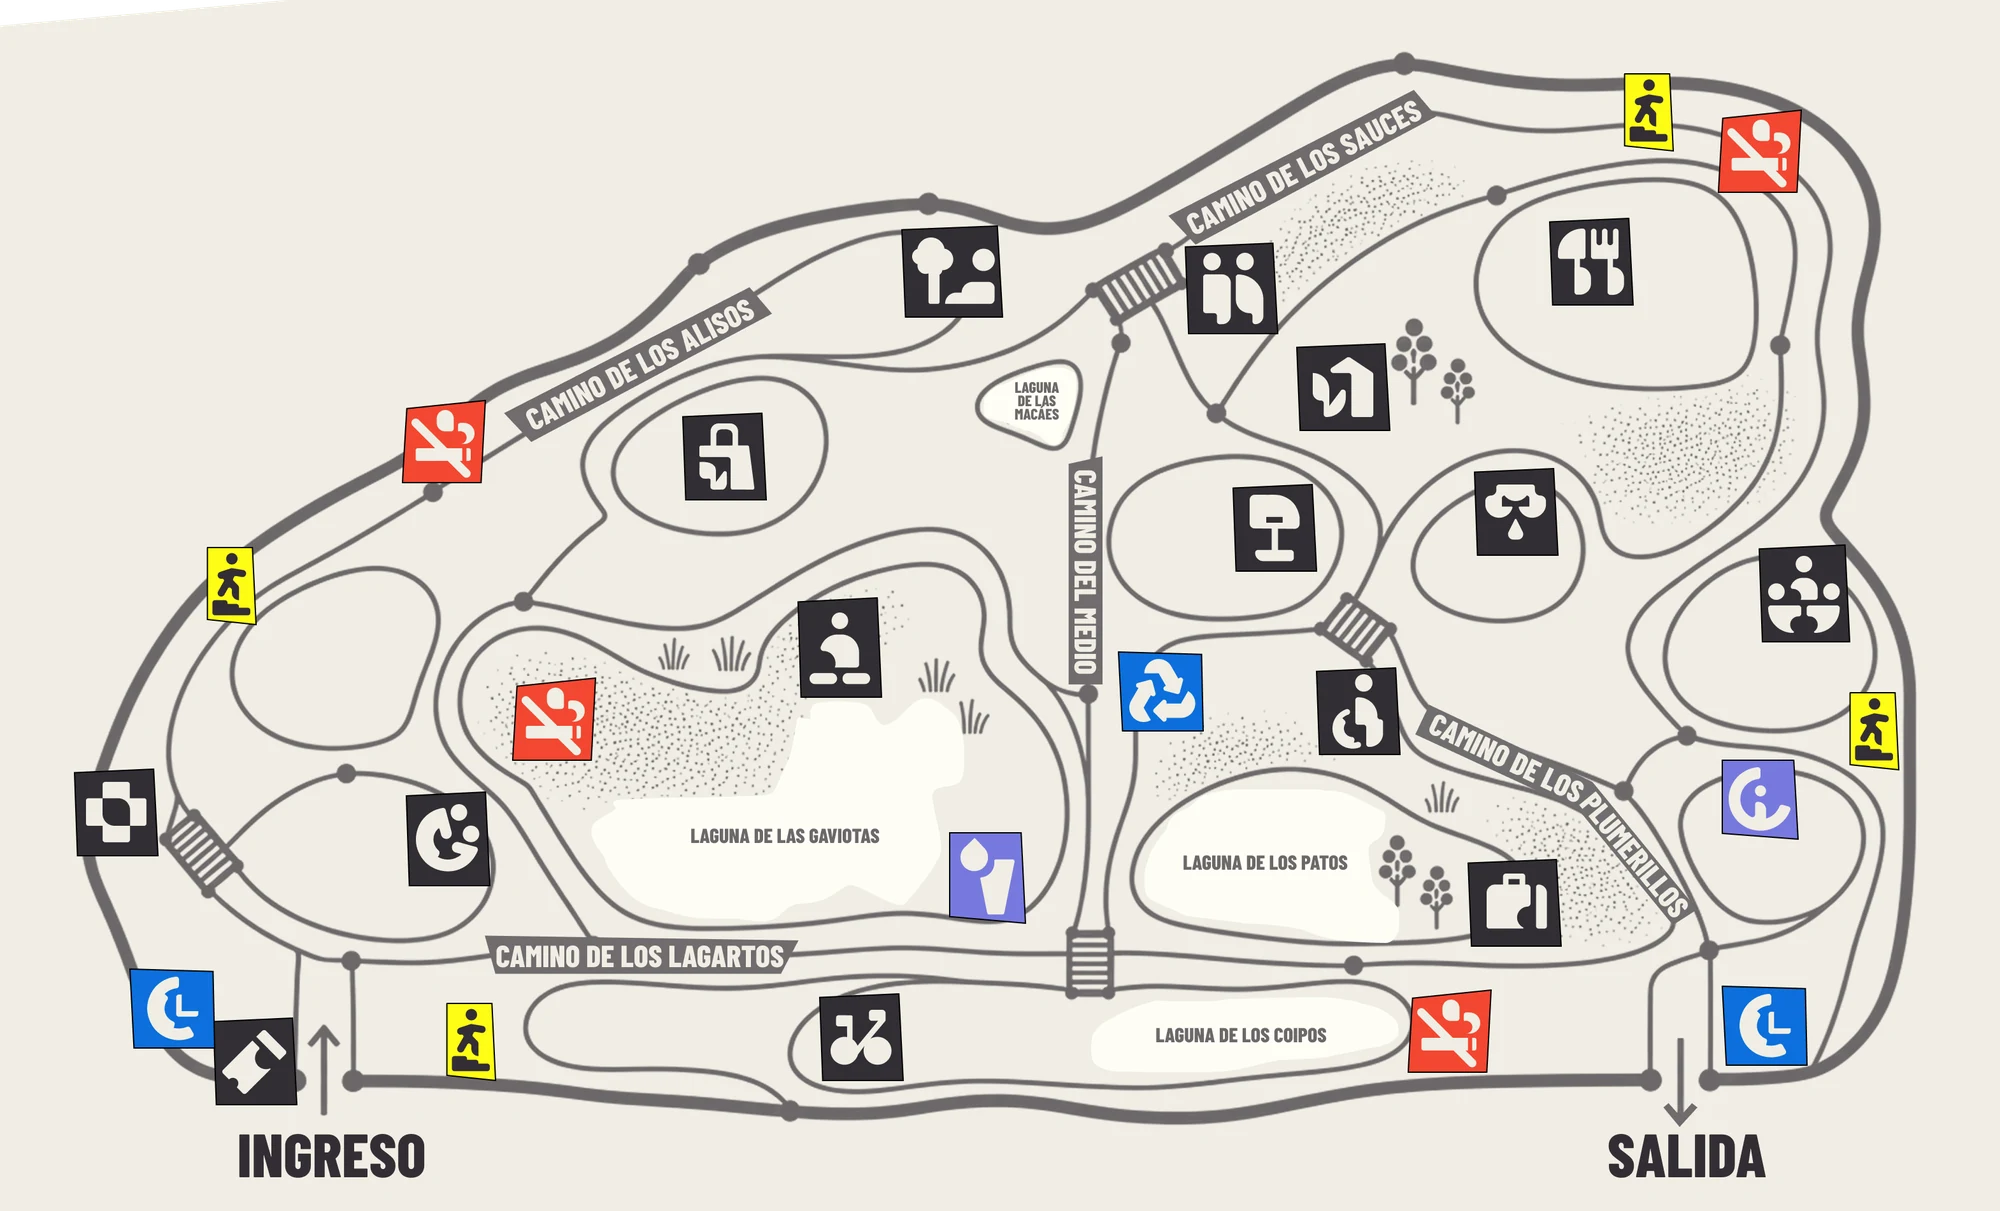 CAMINO DE LOS SAUCES
CAMINO DE LOS ALISOS
LAGUNA
DE LAS
MACÁES
CAMINO DEL MEDIO
CAMINO DE LOS PLUMERILLOS
LAGUNA DE LAS GAVIOTAS
LAGUNA DE LOS PATOS
CAMINO DE LOS LAGARTOS
LAGUNA DE LOS COIPOS
INGRESO
SALIDA